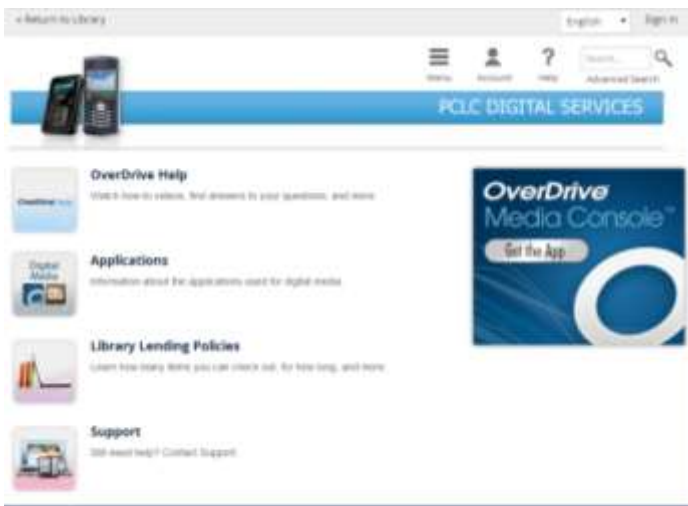 « Return to Library
English Sign In
Menu Account Help Search...
Advanced Search
PCLC DIGITAL SERVICES
OverDrive Help
Watch how-to videos, find answers to your questions, and more.
OverDrive
Media Console™
Get the App
Digital
Media
Applications
Information about the applications used for digital media
Library Lending Policies
Learn how many items you can check out, for how long, and more.
Support
Still need help? Contact Support